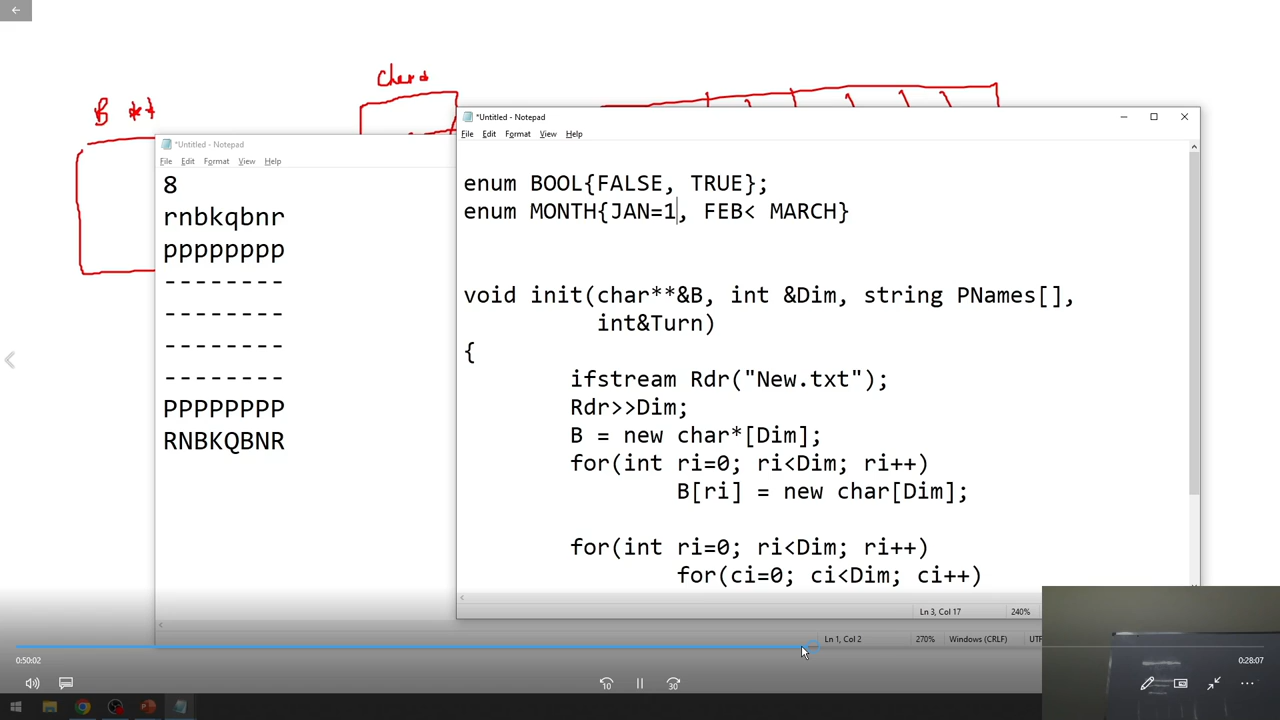 Char*
B **
*Untitled - Notepad
File Edit Format View Help
8
rnbkqbnr
pppppppp
--------
--------
--------
--------
PPPPPPPP
RNBKQBNR
*Untitled - Notepad
File Edit Format View Help
enum BOOL{FALSE, TRUE};
enum MONTH{JAN=1, FEB< MARCH}
void init(char**&B, int &Dim, string PNames[],
int&Turn)
{
ifstream Rdr("New.txt");
Rdr>>Dim;
B = new char*[Dim];
for(int ri=0; ri<Dim; ri++)
B[ri] = new char[Dim];
for(int ri=0; ri<Dim; ri++)
for(ci=0; ci<Dim; ci++)
Ln 3, Col 17 240%
Ln 1, Col 2 270% Windows (CRLF) UTF
0:50:02 0:28:07
10 30